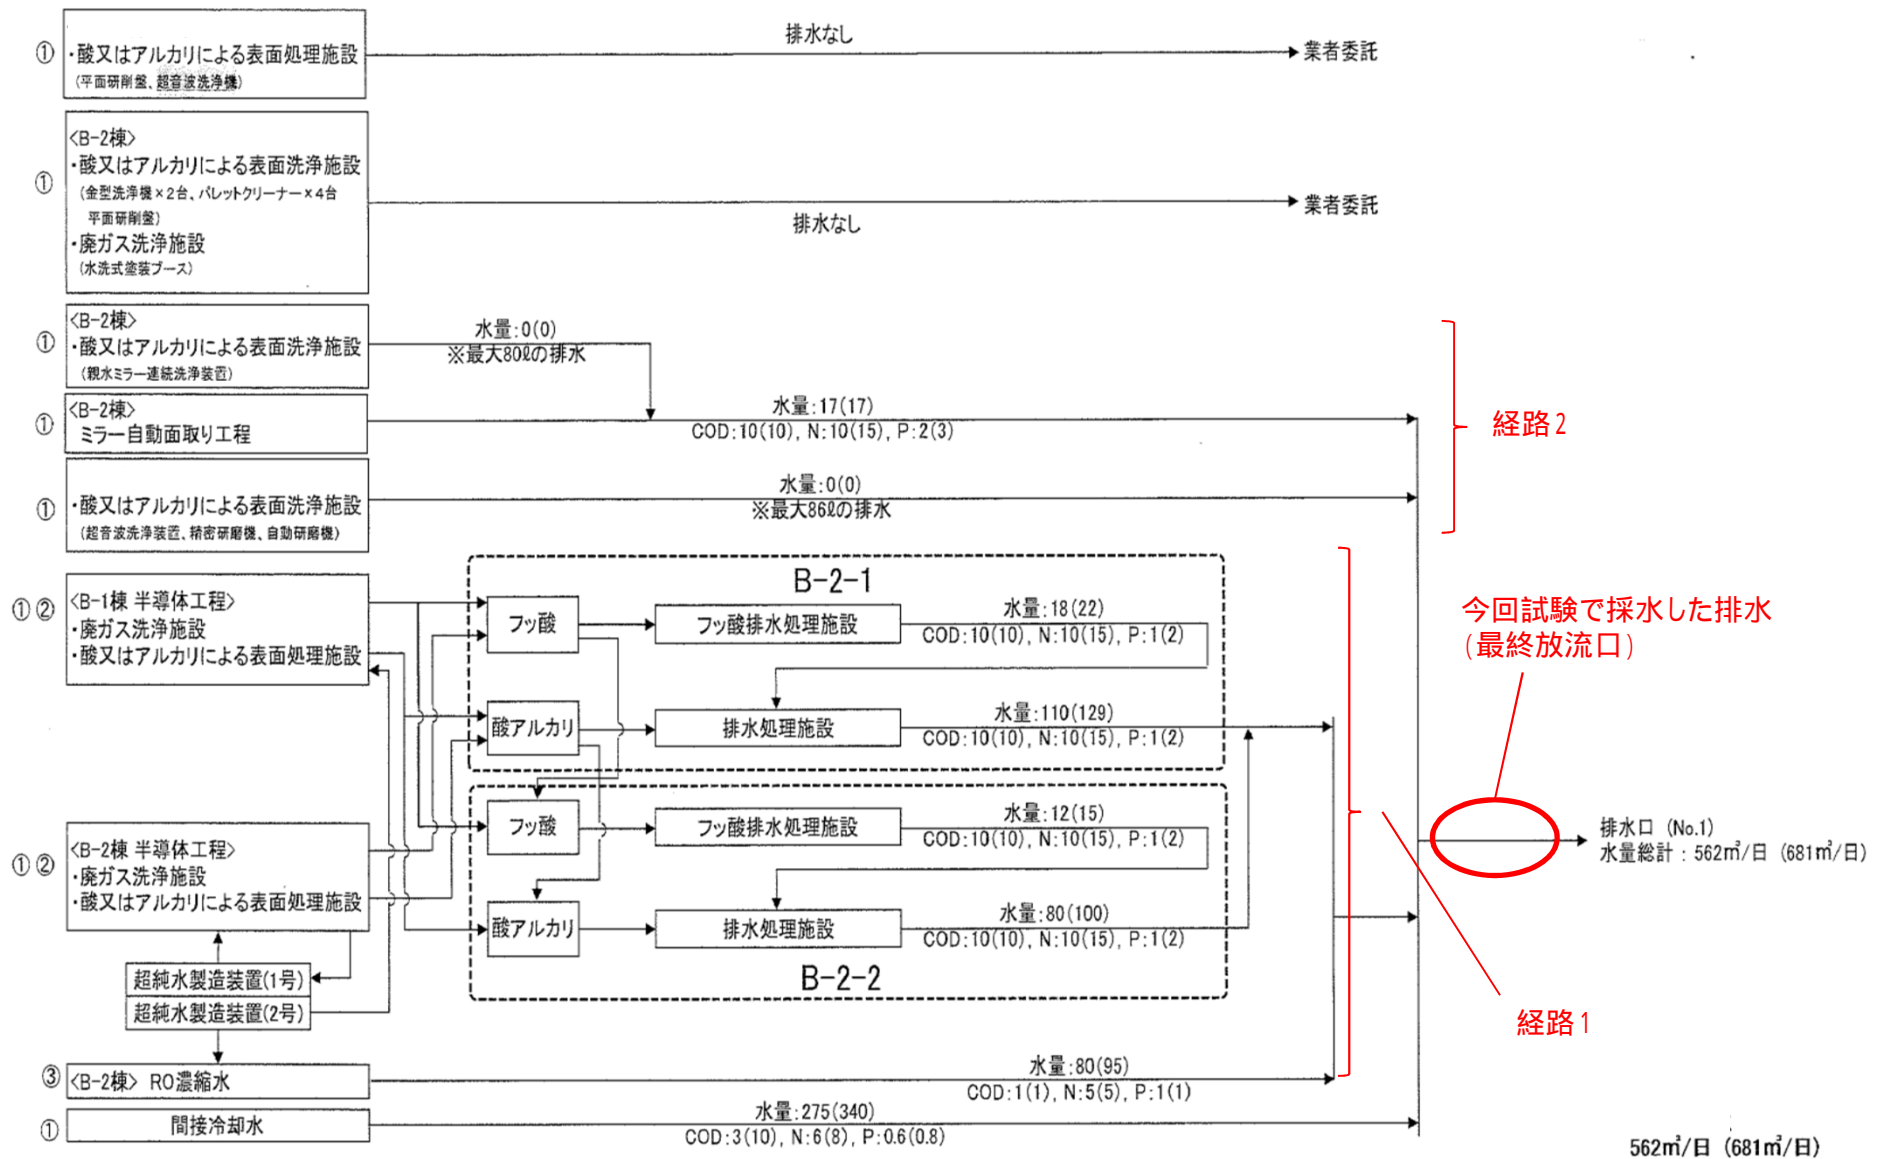 ① ・酸又はアルカリによる表面処理施設
(平面研削盤、超音波洗浄機)
排水なし
業者委託
〈B-2棟〉
① ・酸又はアルカリによる表面洗浄施設
(金型洗浄機×2台、パレットクリーナー×4台
平面研削盤)
・廃ガス洗浄施設
(水洗式塗装ブース)
排水なし
業者委託
〈B-2棟〉
① ・酸又はアルカリによる表面洗浄施設
(親水ミラー連続洗浄装置)
水量:0(0)
※最大80ℓの排水
〈B-2棟〉
① ミラー自動面取り工程
水量:17(17)
COD:10(10), N:10(15), P:2(3)
① ・酸又はアルカリによる表面洗浄施設
(超音波洗浄装置、精密研磨機、自動研磨機)
水量:0(0)
※最大86ℓの排水
経路2
①② 〈B-1棟 半導体工程〉
・廃ガス洗浄施設
・酸又はアルカリによる表面処理施設
B-2-1
フッ酸
フッ酸排水処理施設
水量:18(22)
COD:10(10), N:10(15), P:1(2)
酸アルカリ
排水処理施設
水量:110(129)
COD:10(10), N:10(15), P:1(2)
今回試験で採水した排水
(最終放流口)
①② 〈B-2棟 半導体工程〉
・廃ガス洗浄施設
・酸又はアルカリによる表面処理施設
フッ酸
フッ酸排水処理施設
水量:12(15)
COD:10(10), N:10(15), P:1(2)
酸アルカリ
排水処理施設
水量:80(100)
COD:10(10), N:10(15), P:1(2)
B-2-2
排水口 (No.1)
水量総計 : 562㎥/日 (681㎥/日)
超純水製造装置(1号)
超純水製造装置(2号)
経路1
③ 〈B-2棟〉 RO濃縮水
水量:80(95)
COD:1(1), N:5(5), P:1(1)
① 間接冷却水
水量:275(340)
COD:3(10), N:6(8), P:0.6(0.8)
562㎥/日 (681㎥/日)